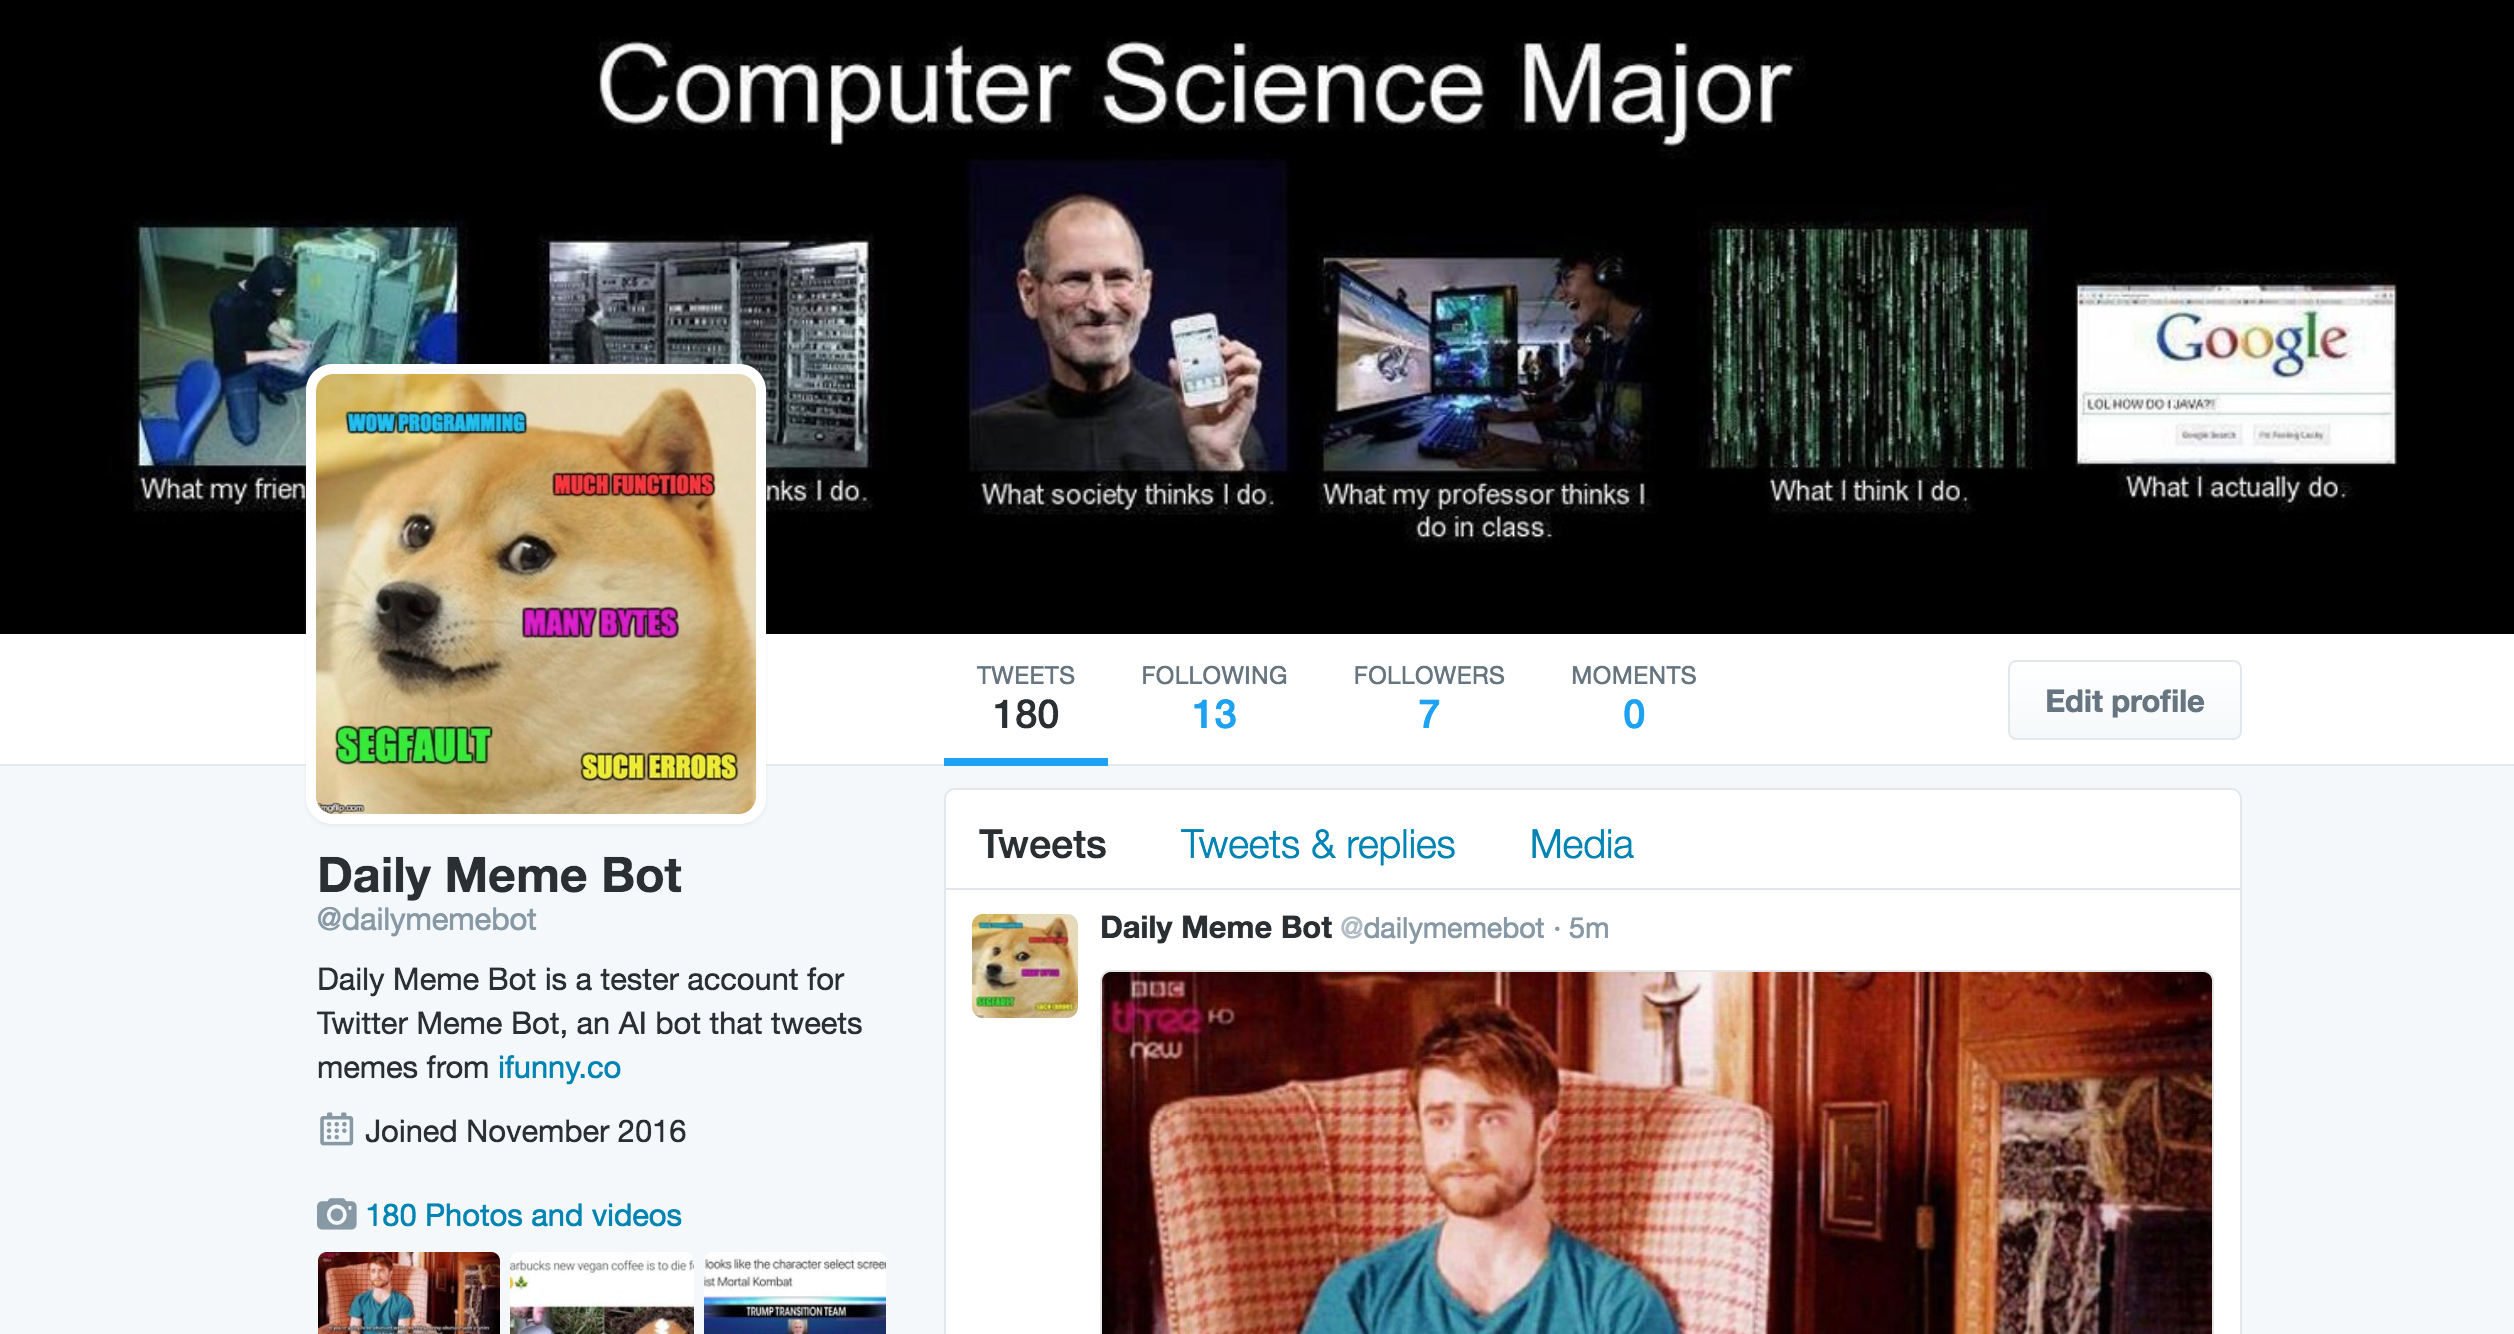 Computer Science Major
What my frien
nks I do.
What society thinks I do.
What my professor thinks I
do in class.
What I think I do.
Google
LOL HOW DO I JAVA?!
Google Search
I'm Feeling Lucky
What I actually do.
WOW PROGRAMMING
MUCH FUNCTIONS
MANY BYTES
SEGFAULT
SUCH ERRORS
imgflip.com
TWEETS
180
FOLLOWING
13
FOLLOWERS
7
MOMENTS
0
Edit profile
Daily Meme Bot
@dailymemebot
Daily Meme Bot is a tester account for
Twitter Meme Bot, an AI bot that tweets
memes from ifunny.co
Joined November 2016
180 Photos and videos
arbucks new vegan coffee is to die f
looks like the character select scree
ist Mortal Kombat
TRUMP TRANSITION TEAM
Tweets
Tweets & replies
Media
Daily Meme Bot @dailymemebot · 5m
SEGFAULT
BBC
three HD
new